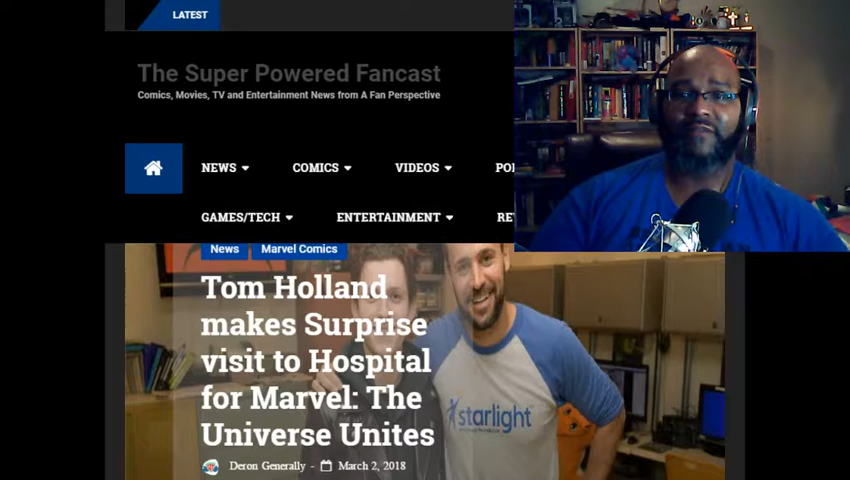 LATEST
The Super Powered Fancast
Comics, Movies, TV and Entertainment News from A Fan Perspective
NEWS COMICS VIDEOS
GAMES/TECH ENTERTAINMENT
News Marvel Comics
Tom Holland
makes Surprise
visit to Hospital
for Marvel: The
Universe Unites
starlight
Deron Generally - March 2, 2018